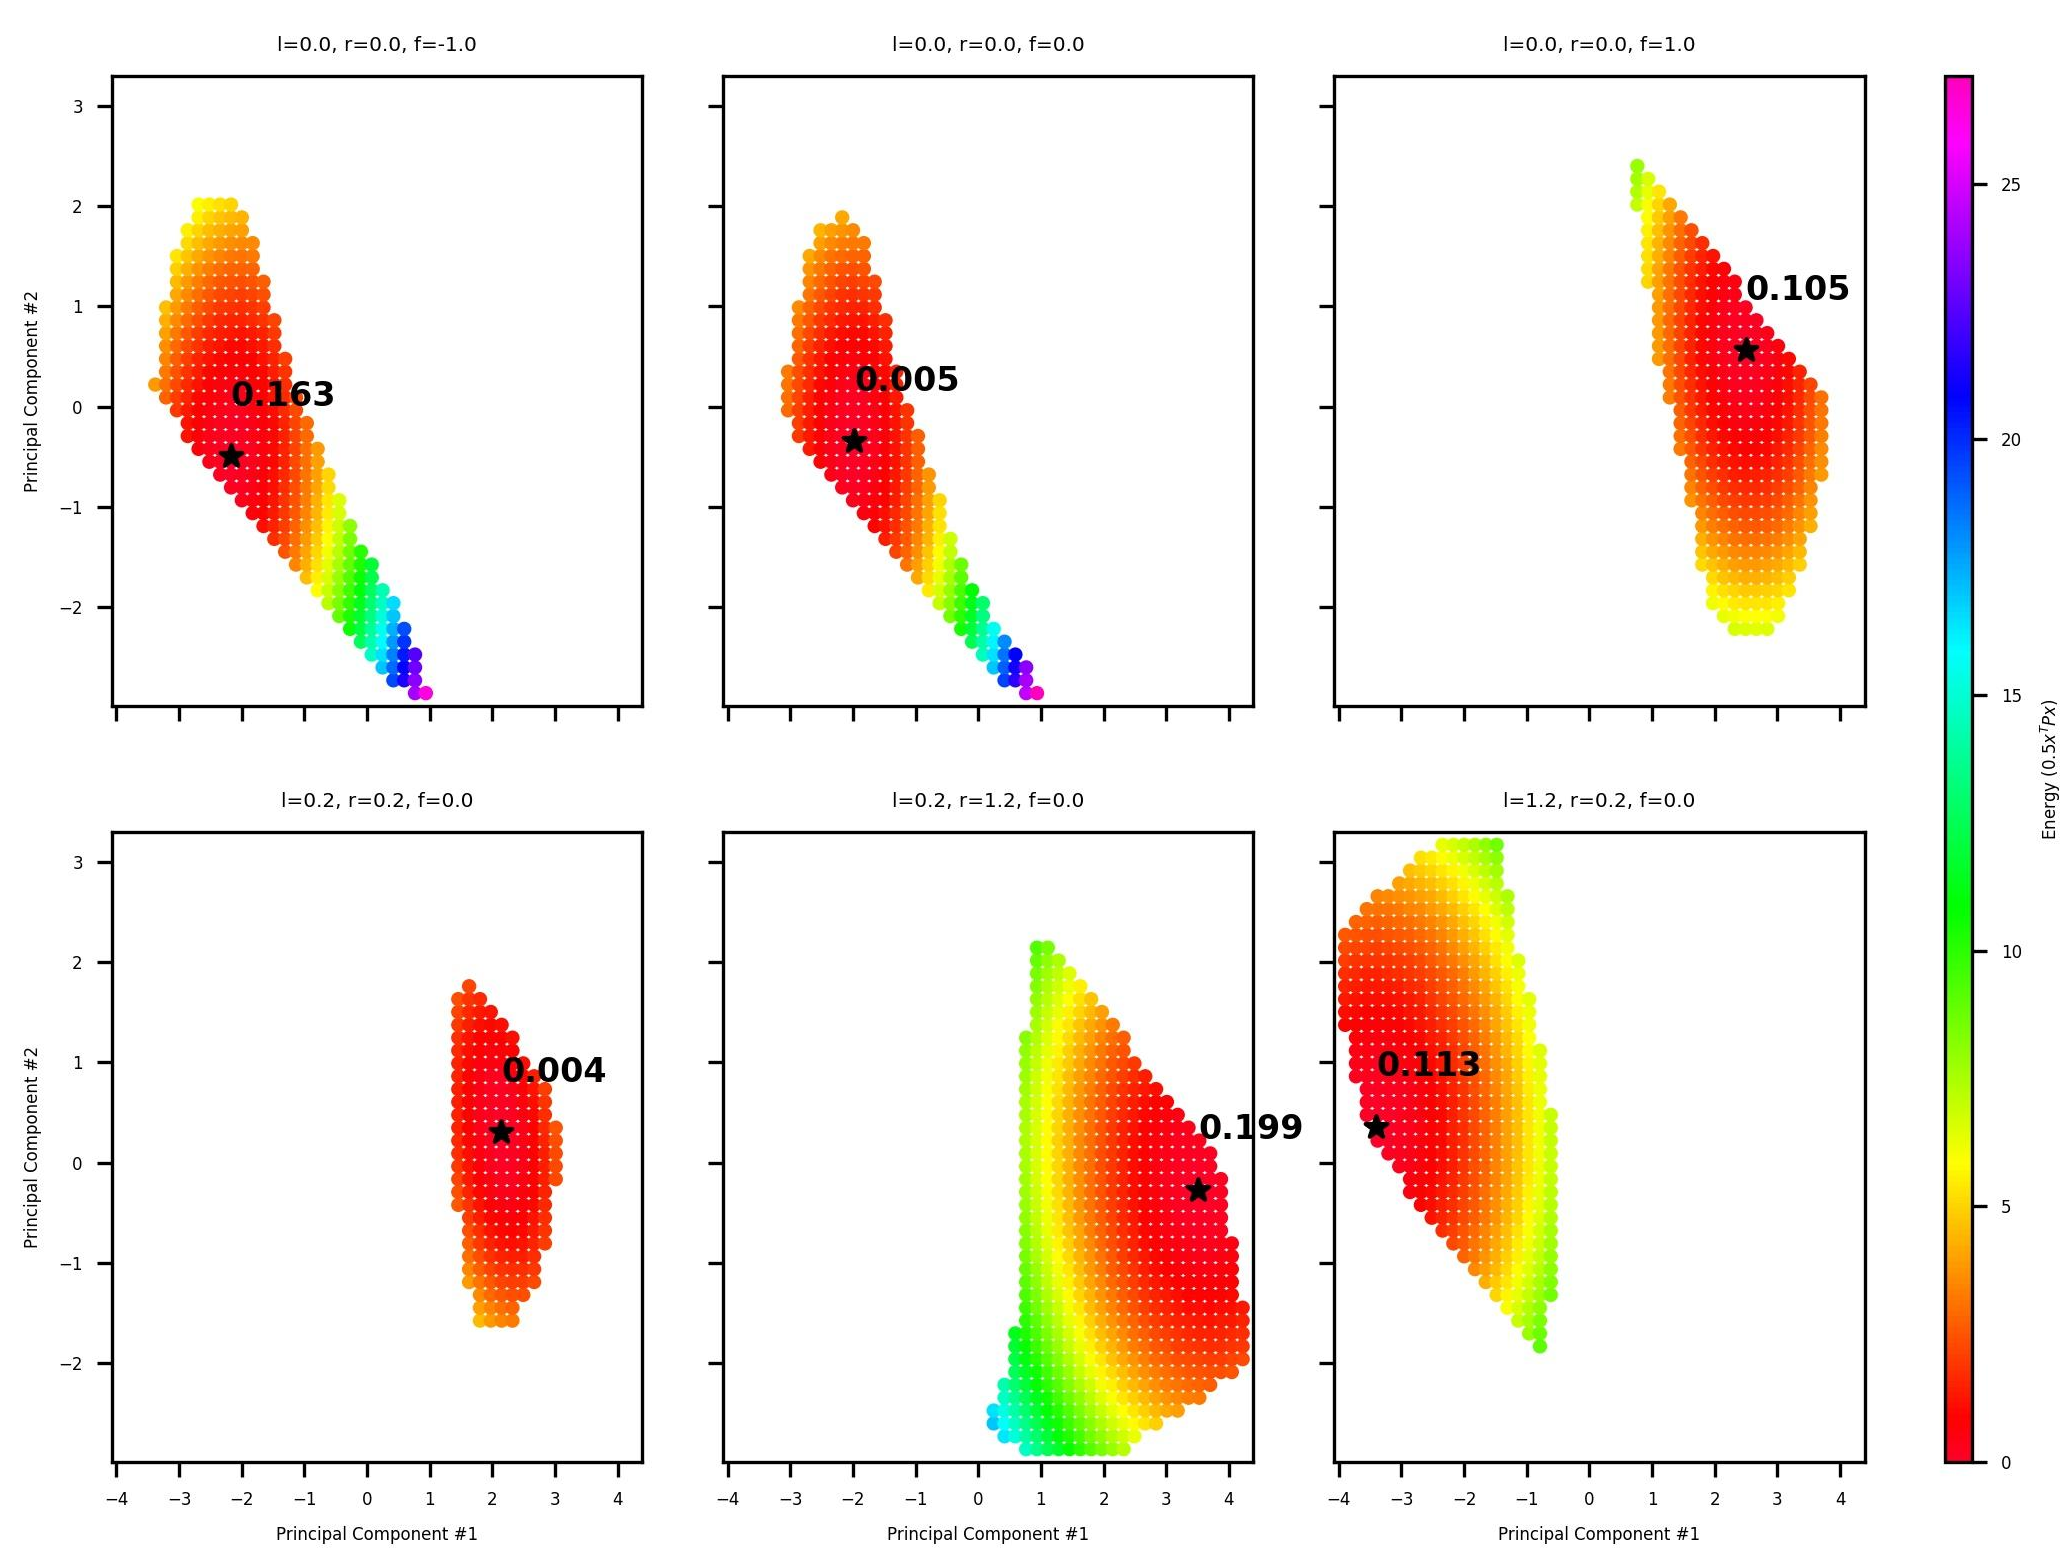 l=0.0, r=0.0, f=-1.0
l=0.0, r=0.0, f=0.0
l=0.0, r=0.0, f=1.0
Principal Component #2
3
2
1
0
−1
−2
0.163
0.005
0.105
l=0.2, r=0.2, f=0.0
l=0.2, r=1.2, f=0.0
l=1.2, r=0.2, f=0.0
Principal Component #2
3
2
1
0
−1
−2
0.004
0.199
0.113
−4 −3 −2 −1 0 1 2 3 4
−4 −3 −2 −1 0 1 2 3 4
−4 −3 −2 −1 0 1 2 3 4
Principal Component #1
Principal Component #1
Principal Component #1
25
20
15
10
5
0
Energy (0.5xᵀPx)